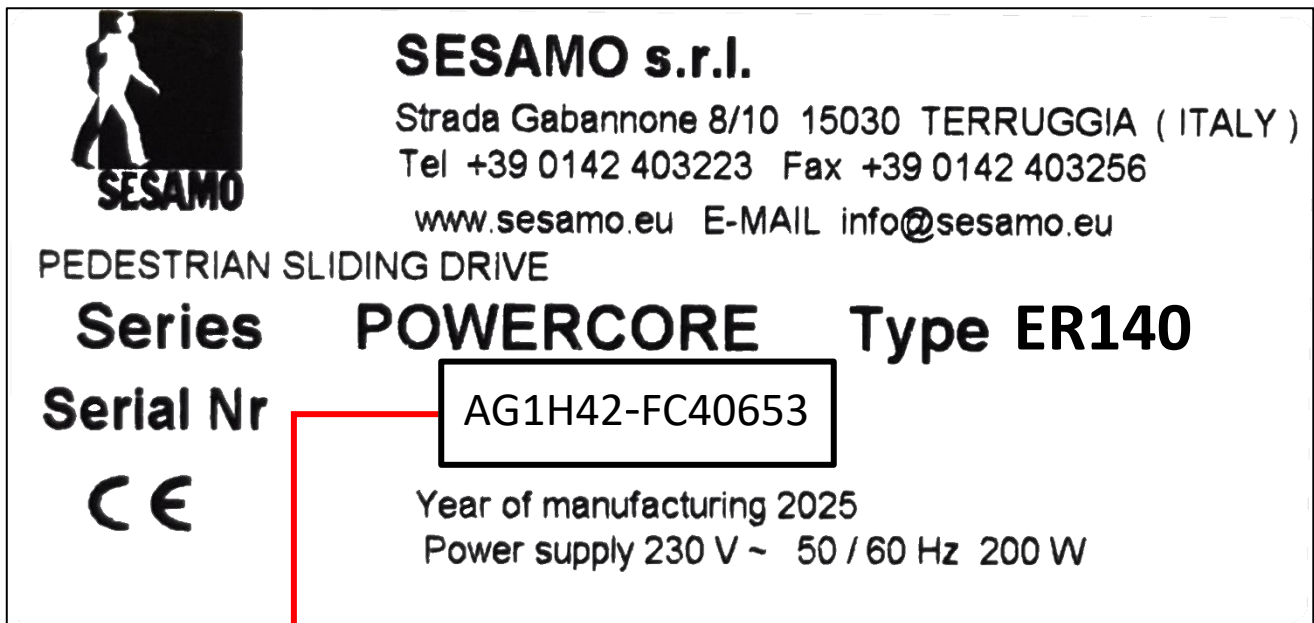 SESAMO
SESAMO s.r.l.
Strada Gabannone 8/10 15030 TERRUGGIA ( ITALY )
Tel +39 0142 403223 Fax +39 0142 403256
www.sesamo.eu E-MAIL info@sesamo.eu
PEDESTRIAN SLIDING DRIVE
Series POWERCORE Type ER140
Serial Nr AG1H42-FC40653
CE
Year of manufacturing 2025
Power supply 230 V ~ 50 / 60 Hz 200 W